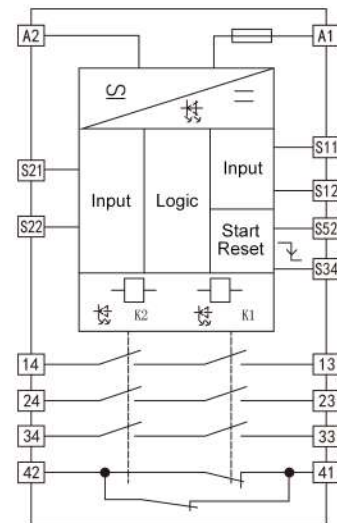 A2 A1
SI
S11
S21 Input Logic Input S12
S22 Start Reset S52
S34
K2 K1
14 13
24 23
34 33
42 41